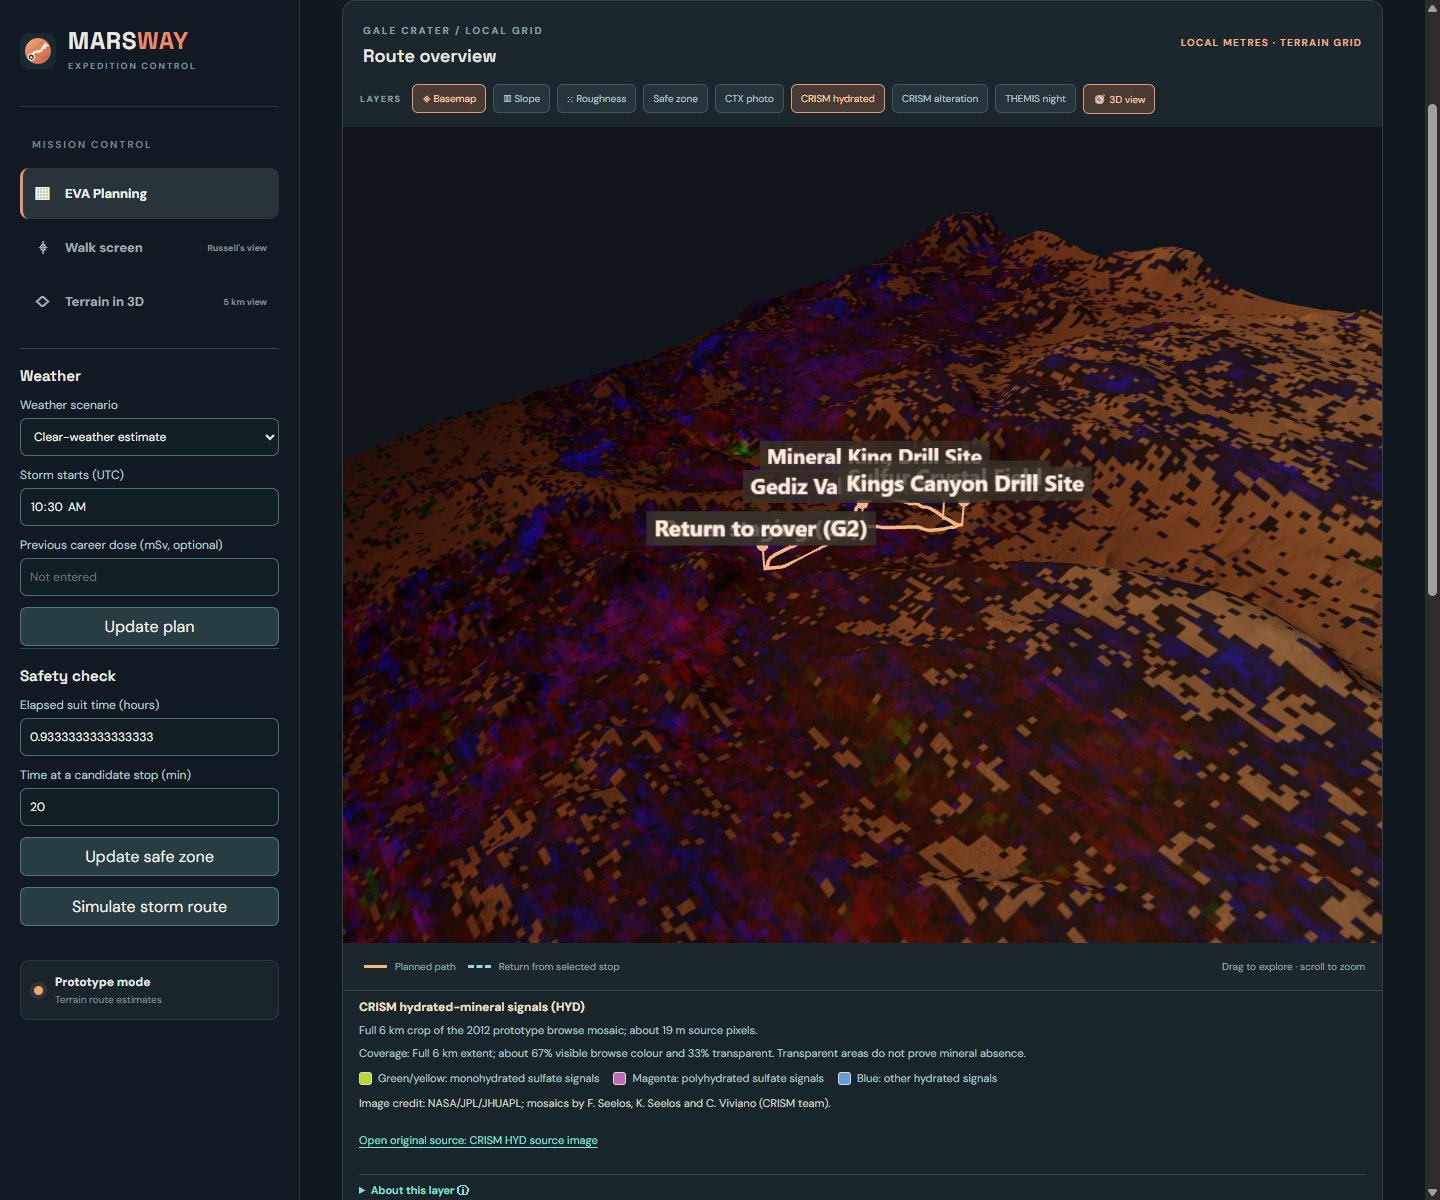 MARSWAY
EXPEDITION CONTROL
MISSION CONTROL
EVA Planning
Walk screen
Russell's view
Terrain in 3D
5 km view
Weather
Weather scenario
Clear-weather estimate
Storm starts (UTC)
10:30 AM
Previous career dose (mSv, optional)
Not entered
Update plan
Safety check
Elapsed suit time (hours)
0.9333333333333333
Time at a candidate stop (min)
20
Update safe zone
Simulate storm route
Prototype mode
Terrain route estimates
GALE CRATER / LOCAL GRID
Route overview
LOCAL METRES · TERRAIN GRID
LAYERS
Basemap
Slope
Roughness
Safe zone
CTX photo
CRISM hydrated
CRISM alteration
THEMIS night
3D view
Mineral King Drill Site
Sulfur Crystal Field
Gediz Va
Kings Canyon Drill Site
Return to rover (G2)
Planned path
Return from selected stop
Drag to explore · scroll to zoom
CRISM hydrated-mineral signals (HYD)
Full 6 km crop of the 2012 prototype browse mosaic; about 19 m source pixels.
Coverage: Full 6 km extent; about 67% visible browse colour and 33% transparent. Transparent areas do not prove mineral absence.
Green/yellow: monohydrated sulfate signals
Magenta: polyhydrated sulfate signals
Blue: other hydrated signals
Image credit: NASA/JPL/JHUAPL; mosaics by F. Seelos, K. Seelos and C. Viviano (CRISM team).
Open original source: CRISM HYD source image
About this layer